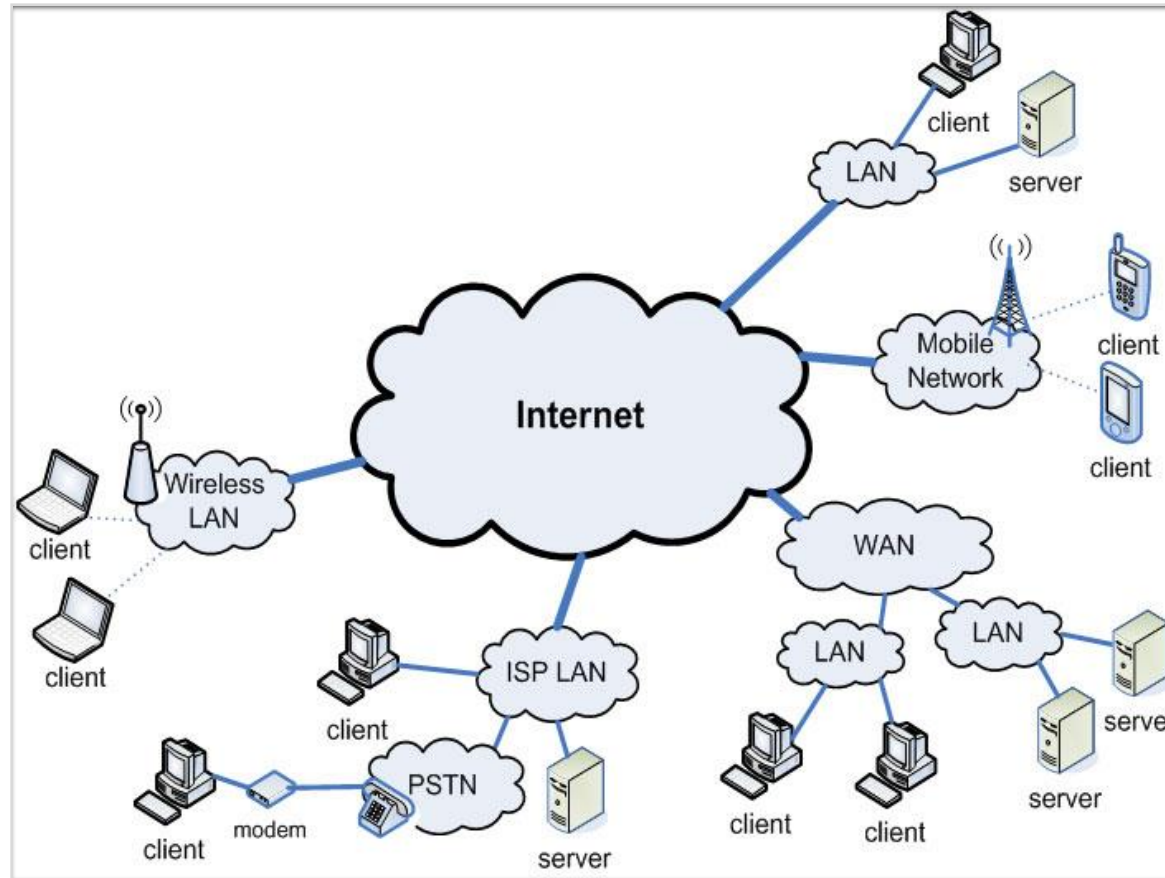 client
LAN
server
Mobile
Network
client
client
Internet
Wireless
LAN
client
client
WAN
LAN
LAN
server
server
client
client
ISP LAN
client
PSTN
modem
client
server